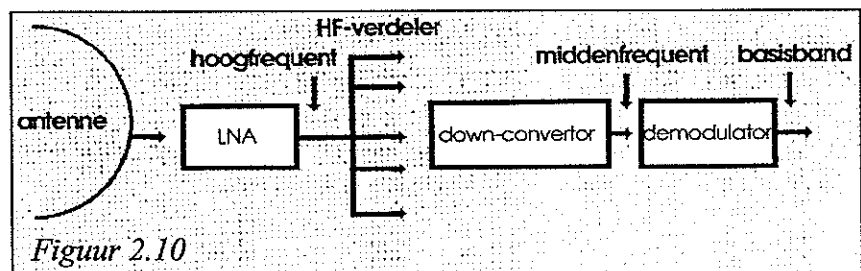 HF-verdeler
hoogfrequent
middenfrequent
basisband
antenne
LNA
down-convertor
demodulator
Figuur 2.10